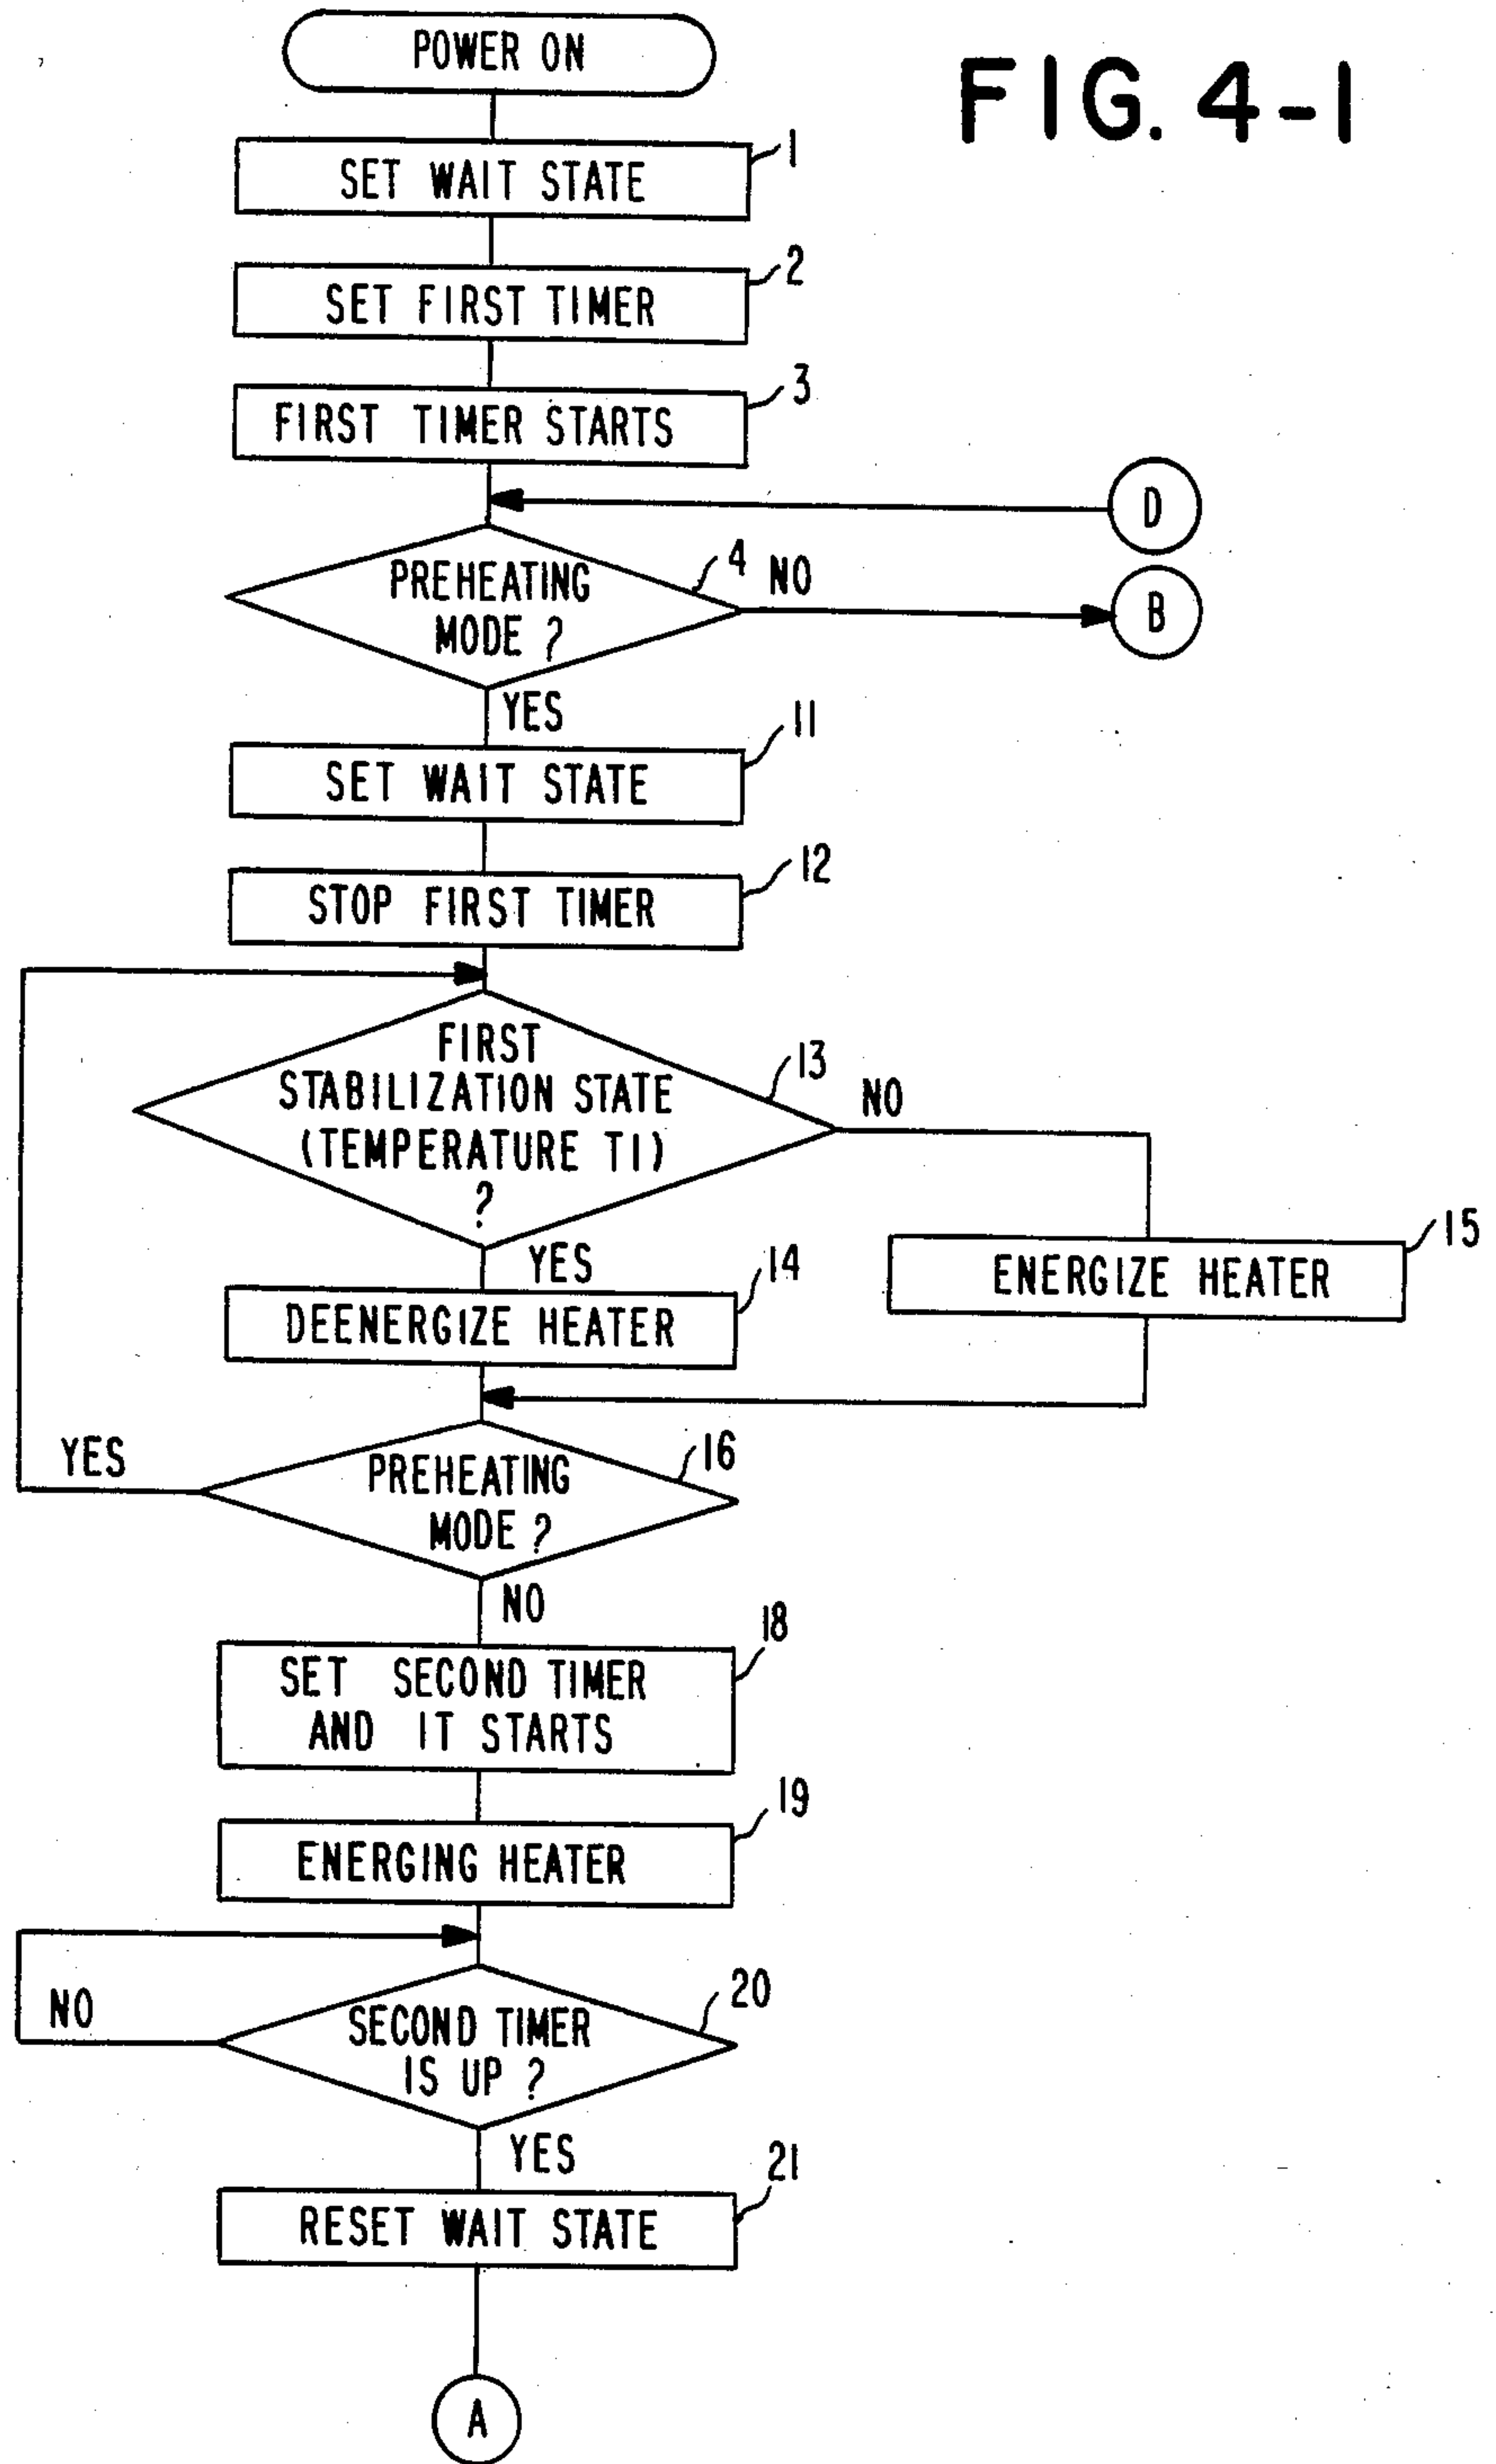 POWER ON
FIG. 4-1
1
SET WAIT STATE
2
SET FIRST TIMER
3
FIRST TIMER STARTS
D
4
PREHEATING
MODE ?
NO
B
YES
11
SET WAIT STATE
12
STOP FIRST TIMER
FIRST
STABILIZATION STATE
(TEMPERATURE T1)
?
13
NO
YES
14
DEENERGIZE HEATER
15
ENERGIZE HEATER
YES
PREHEATING
MODE ?
16
NO
18
SET SECOND TIMER
AND IT STARTS
19
ENERGING HEATER
NO
SECOND TIMER
IS UP ?
20
YES
21
RESET WAIT STATE
A